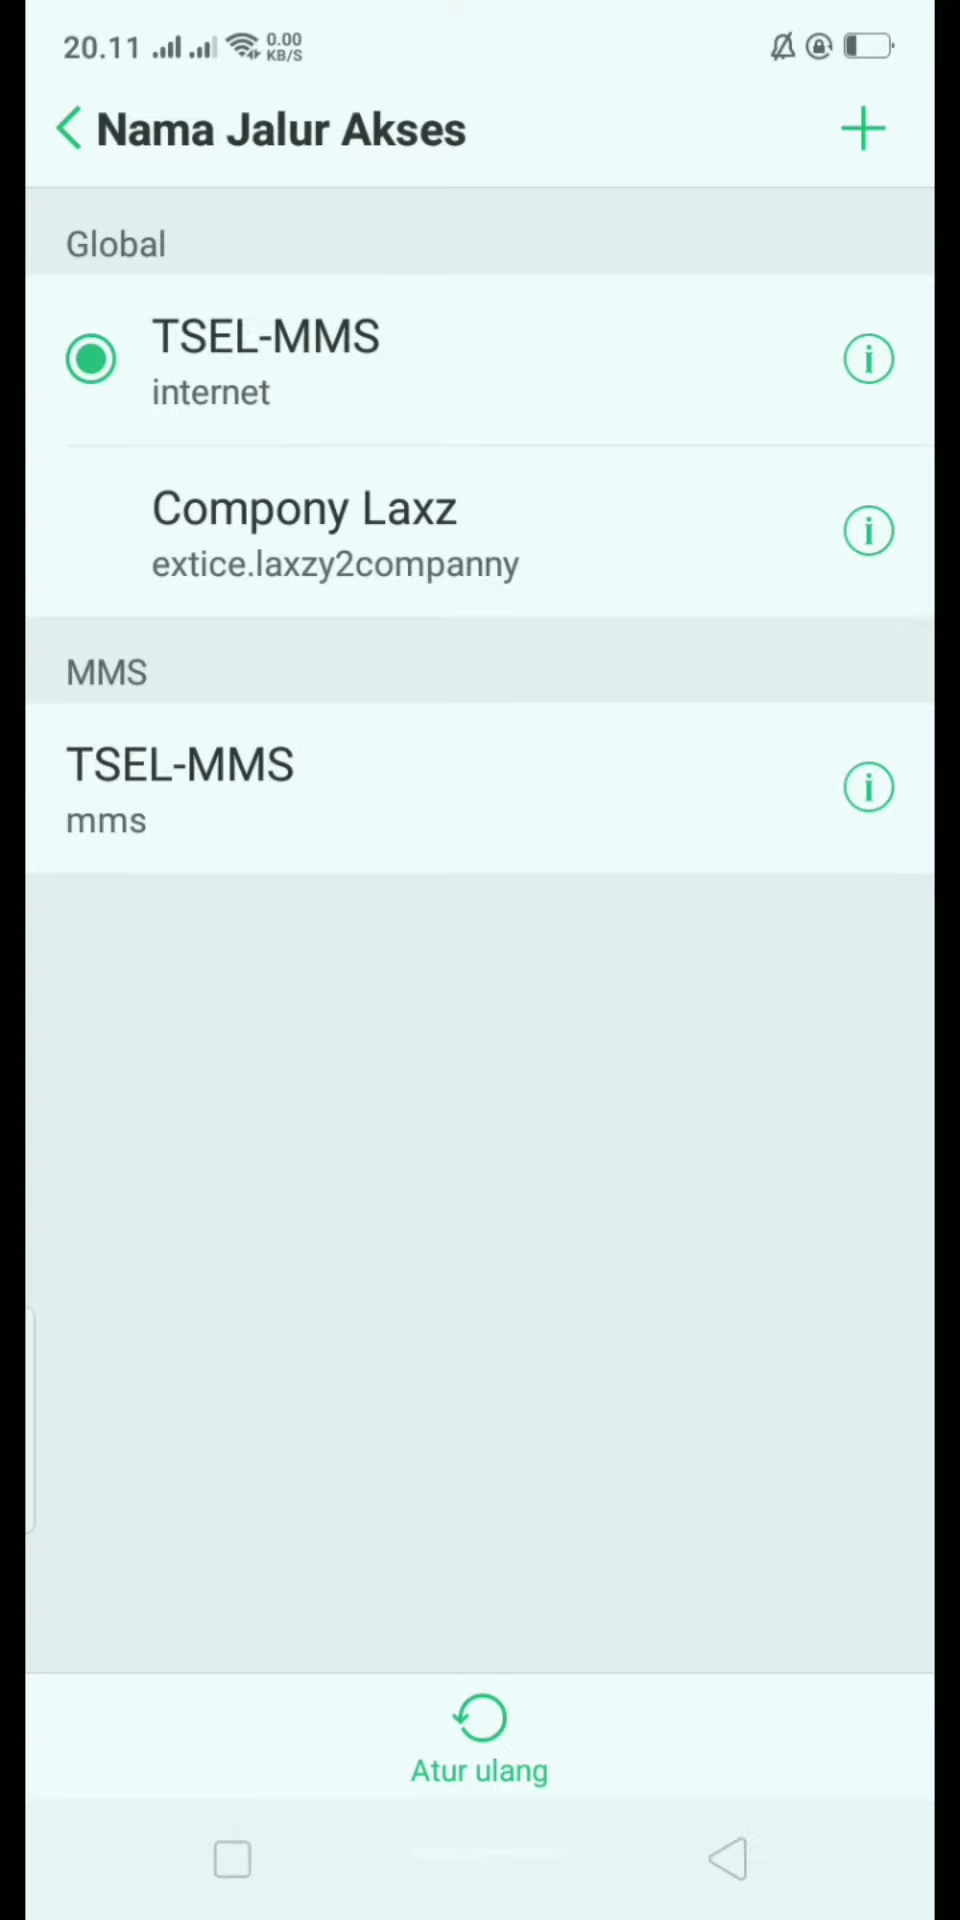 20.11
0.00
KB/S
Nama Jalur Akses
Global
TSEL-MMS
internet
Compony Laxz
extice.laxzy2companny
MMS
TSEL-MMS
mms
Atur ulang